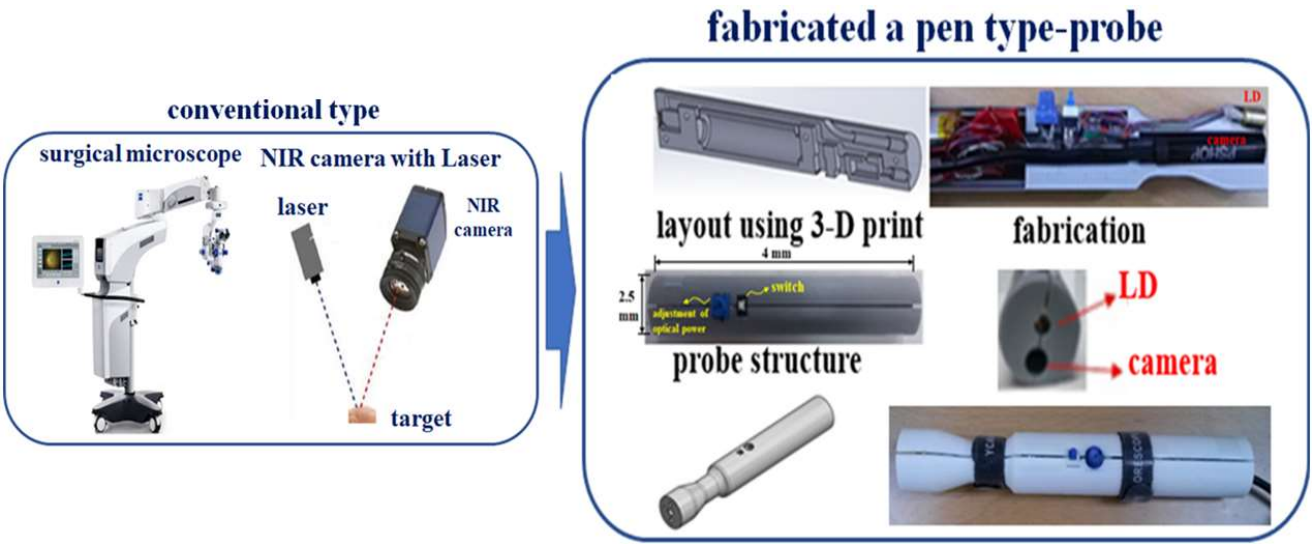 fabricated a pen type-probe
conventional type
surgical microscope
NIR camera with Laser
laser
NIR
camera
target
LD
camera
PSHOP
layout using 3-D print
fabrication
4 mm
2.5
mm
switch
adjustment of
optical power
probe structure
LD
camera